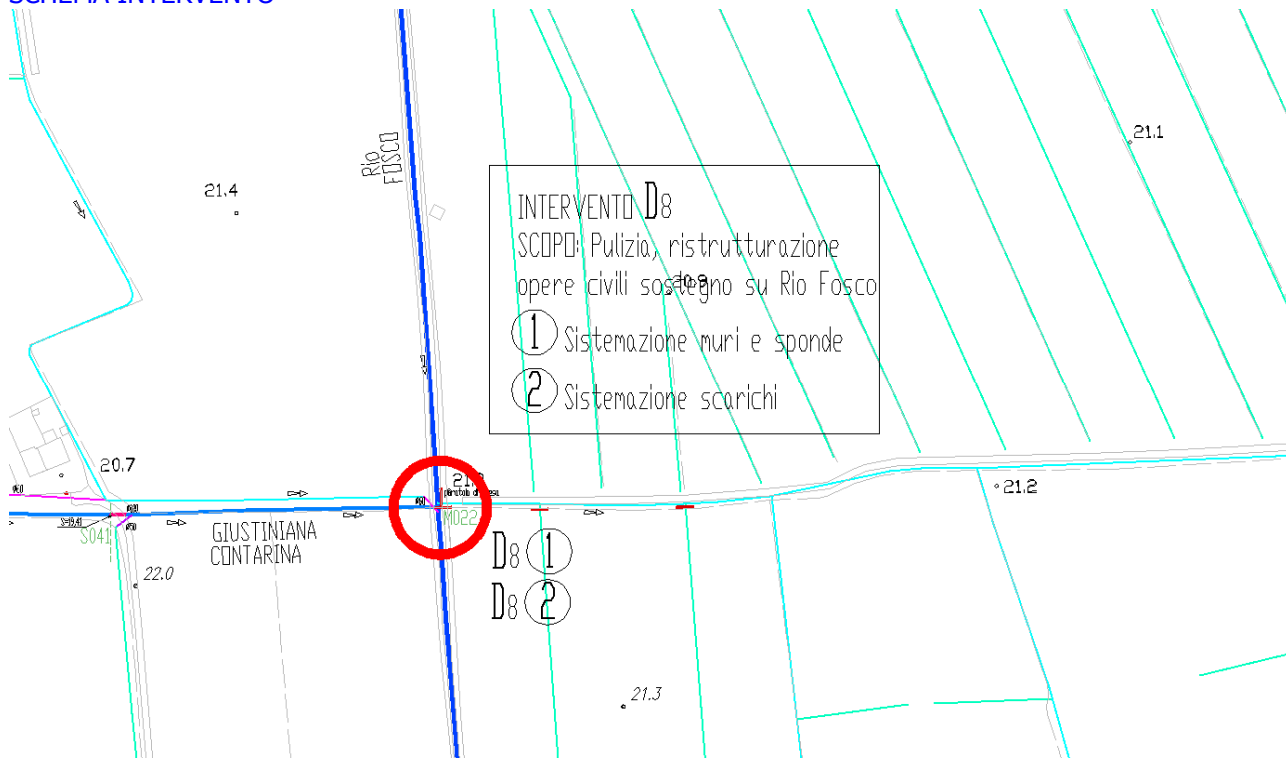 SCHEMA INTERVENTO
Rio
FOSCO
21.4
21.1
INTERVENTO D8
SCOPO: Pulizia, ristrutturazione
opere civili sostegno su Rio Fosco
20.9
1 Sistemazione muri e sponde
2 Sistemazione scarichi
20.7
21.2
S041
GIUSTINIANA
CONTARINA
M022
D8 1
D8 2
22.0
21.3